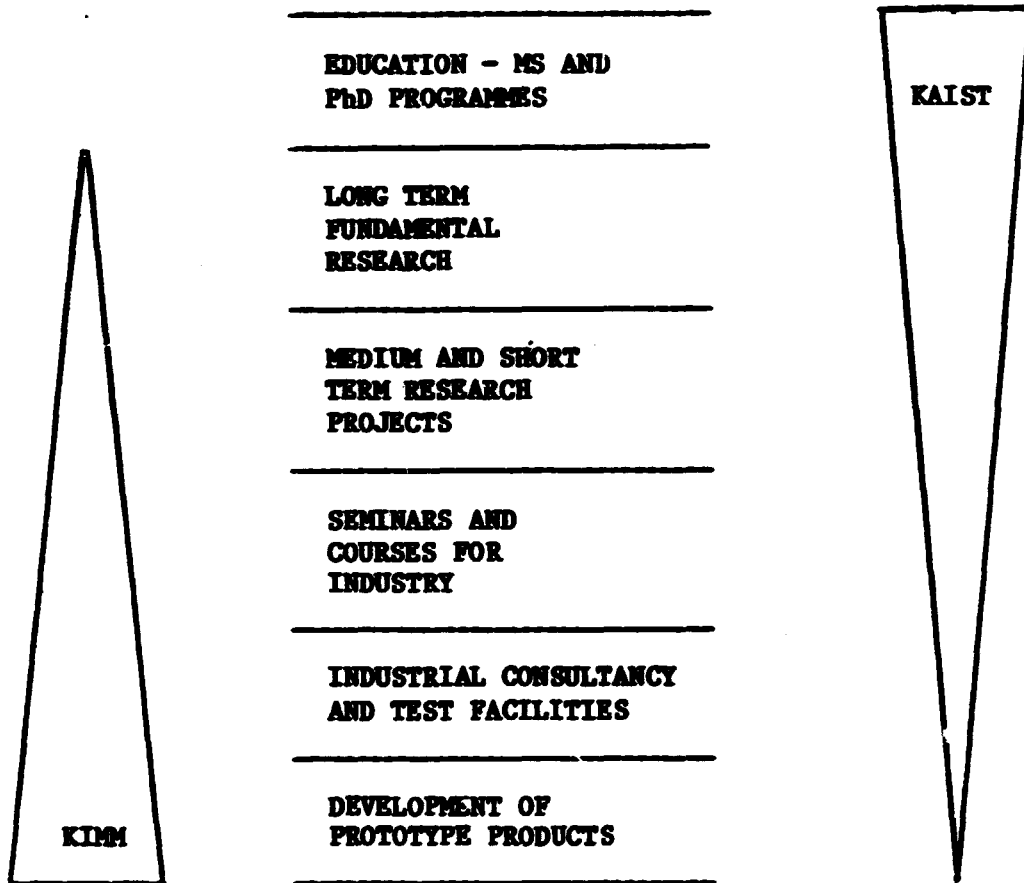 EDUCATION - MS AND
PhD PROGRAMMES
KAIST
LONG TERM
FUNDAMENTAL
RESEARCH
MEDIUM AND SHORT
TERM RESEARCH
PROJECTS
SEMINARS AND
COURSES FOR
INDUSTRY
INDUSTRIAL CONSULTANCY
AND TEST FACILITIES
DEVELOPMENT OF
PROTOTYPE PRODUCTS
KIMM